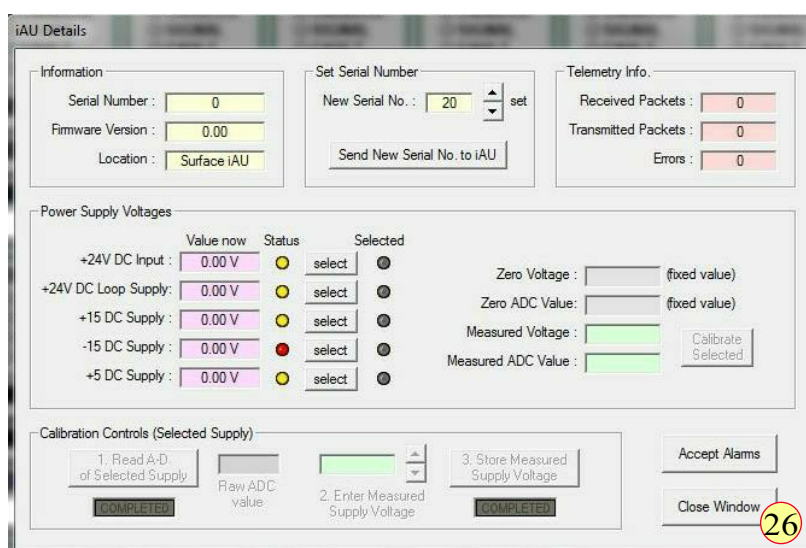 iAU Details
Information
Serial Number : 0
Firmware Version : 0.00
Location : Surface iAU
Set Serial Number
New Serial No. : 20 set
Send New Serial No. to iAU
Telemetry Info.
Received Packets : 0
Transmitted Packets : 0
Errors : 0
Power Supply Voltages
Value now Status Selected
+24V DC Input : 0.00 V select
+24V DC Loop Supply: 0.00 V select
+15 DC Supply : 0.00 V select
-15 DC Supply : 0.00 V select
+5 DC Supply : 0.00 V select
Zero Voltage : (fixed value)
Zero ADC Value: (fixed value)
Measured Voltage :
Measured ADC Value :
Calibrate
Selected
Calibration Controls (Selected Supply)
1. Read A-D
of Selected Supply
COMPLETED
Raw ADC
value
2. Enter Measured
Supply Voltage
3. Store Measured
Supply Voltage
COMPLETED
Accept Alarms
Close Window
26